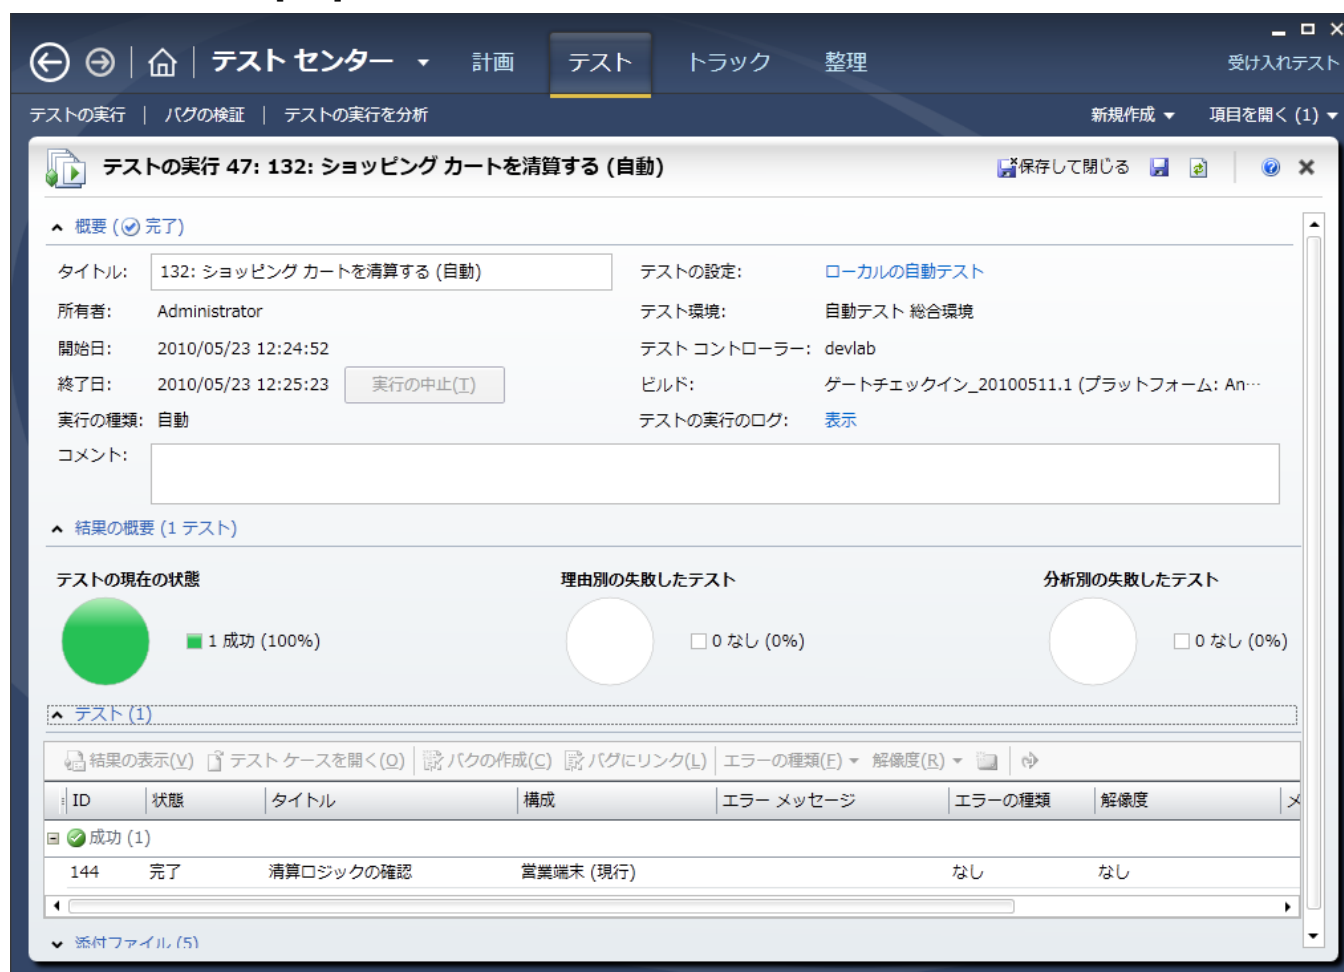 テスト センター 計画 テスト トラック 整理 受け入れテスト
テストの実行 | バグの検証 | テストの実行を分析 新規作成 項目を開く (1)
テストの実行 47: 132: ショッピング カートを清算する (自動) 保存して閉じる
概要 (完了)
タイトル: 132: ショッピング カートを清算する (自動) テストの設定: ローカルの自動テスト
所有者: Administrator テスト環境: 自動テスト 総合環境
開始日: 2010/05/23 12:24:52 テスト コントローラー: devlab
終了日: 2010/05/23 12:25:23 実行の中止(T) ビルド: ゲートチェックイン_20100511.1 (プラットフォーム: An…
実行の種類: 自動 テストの実行のログ: 表示
コメント:
結果の概要 (1 テスト)
テストの現在の状態 理由別の失敗したテスト 分析別の失敗したテスト
1 成功 (100%) 0 なし (0%) 0 なし (0%)
テスト (1)
結果の表示(V) テスト ケースを開く(O) バクの作成(C) バグにリンク(L) エラーの種類(F) 解像度(R)
ID 状態 タイトル 構成 エラー メッセージ エラーの種類 解像度 メ
成功 (1)
144 完了 清算ロジックの確認 営業端末 (現行) なし なし
添付ファイル (5)